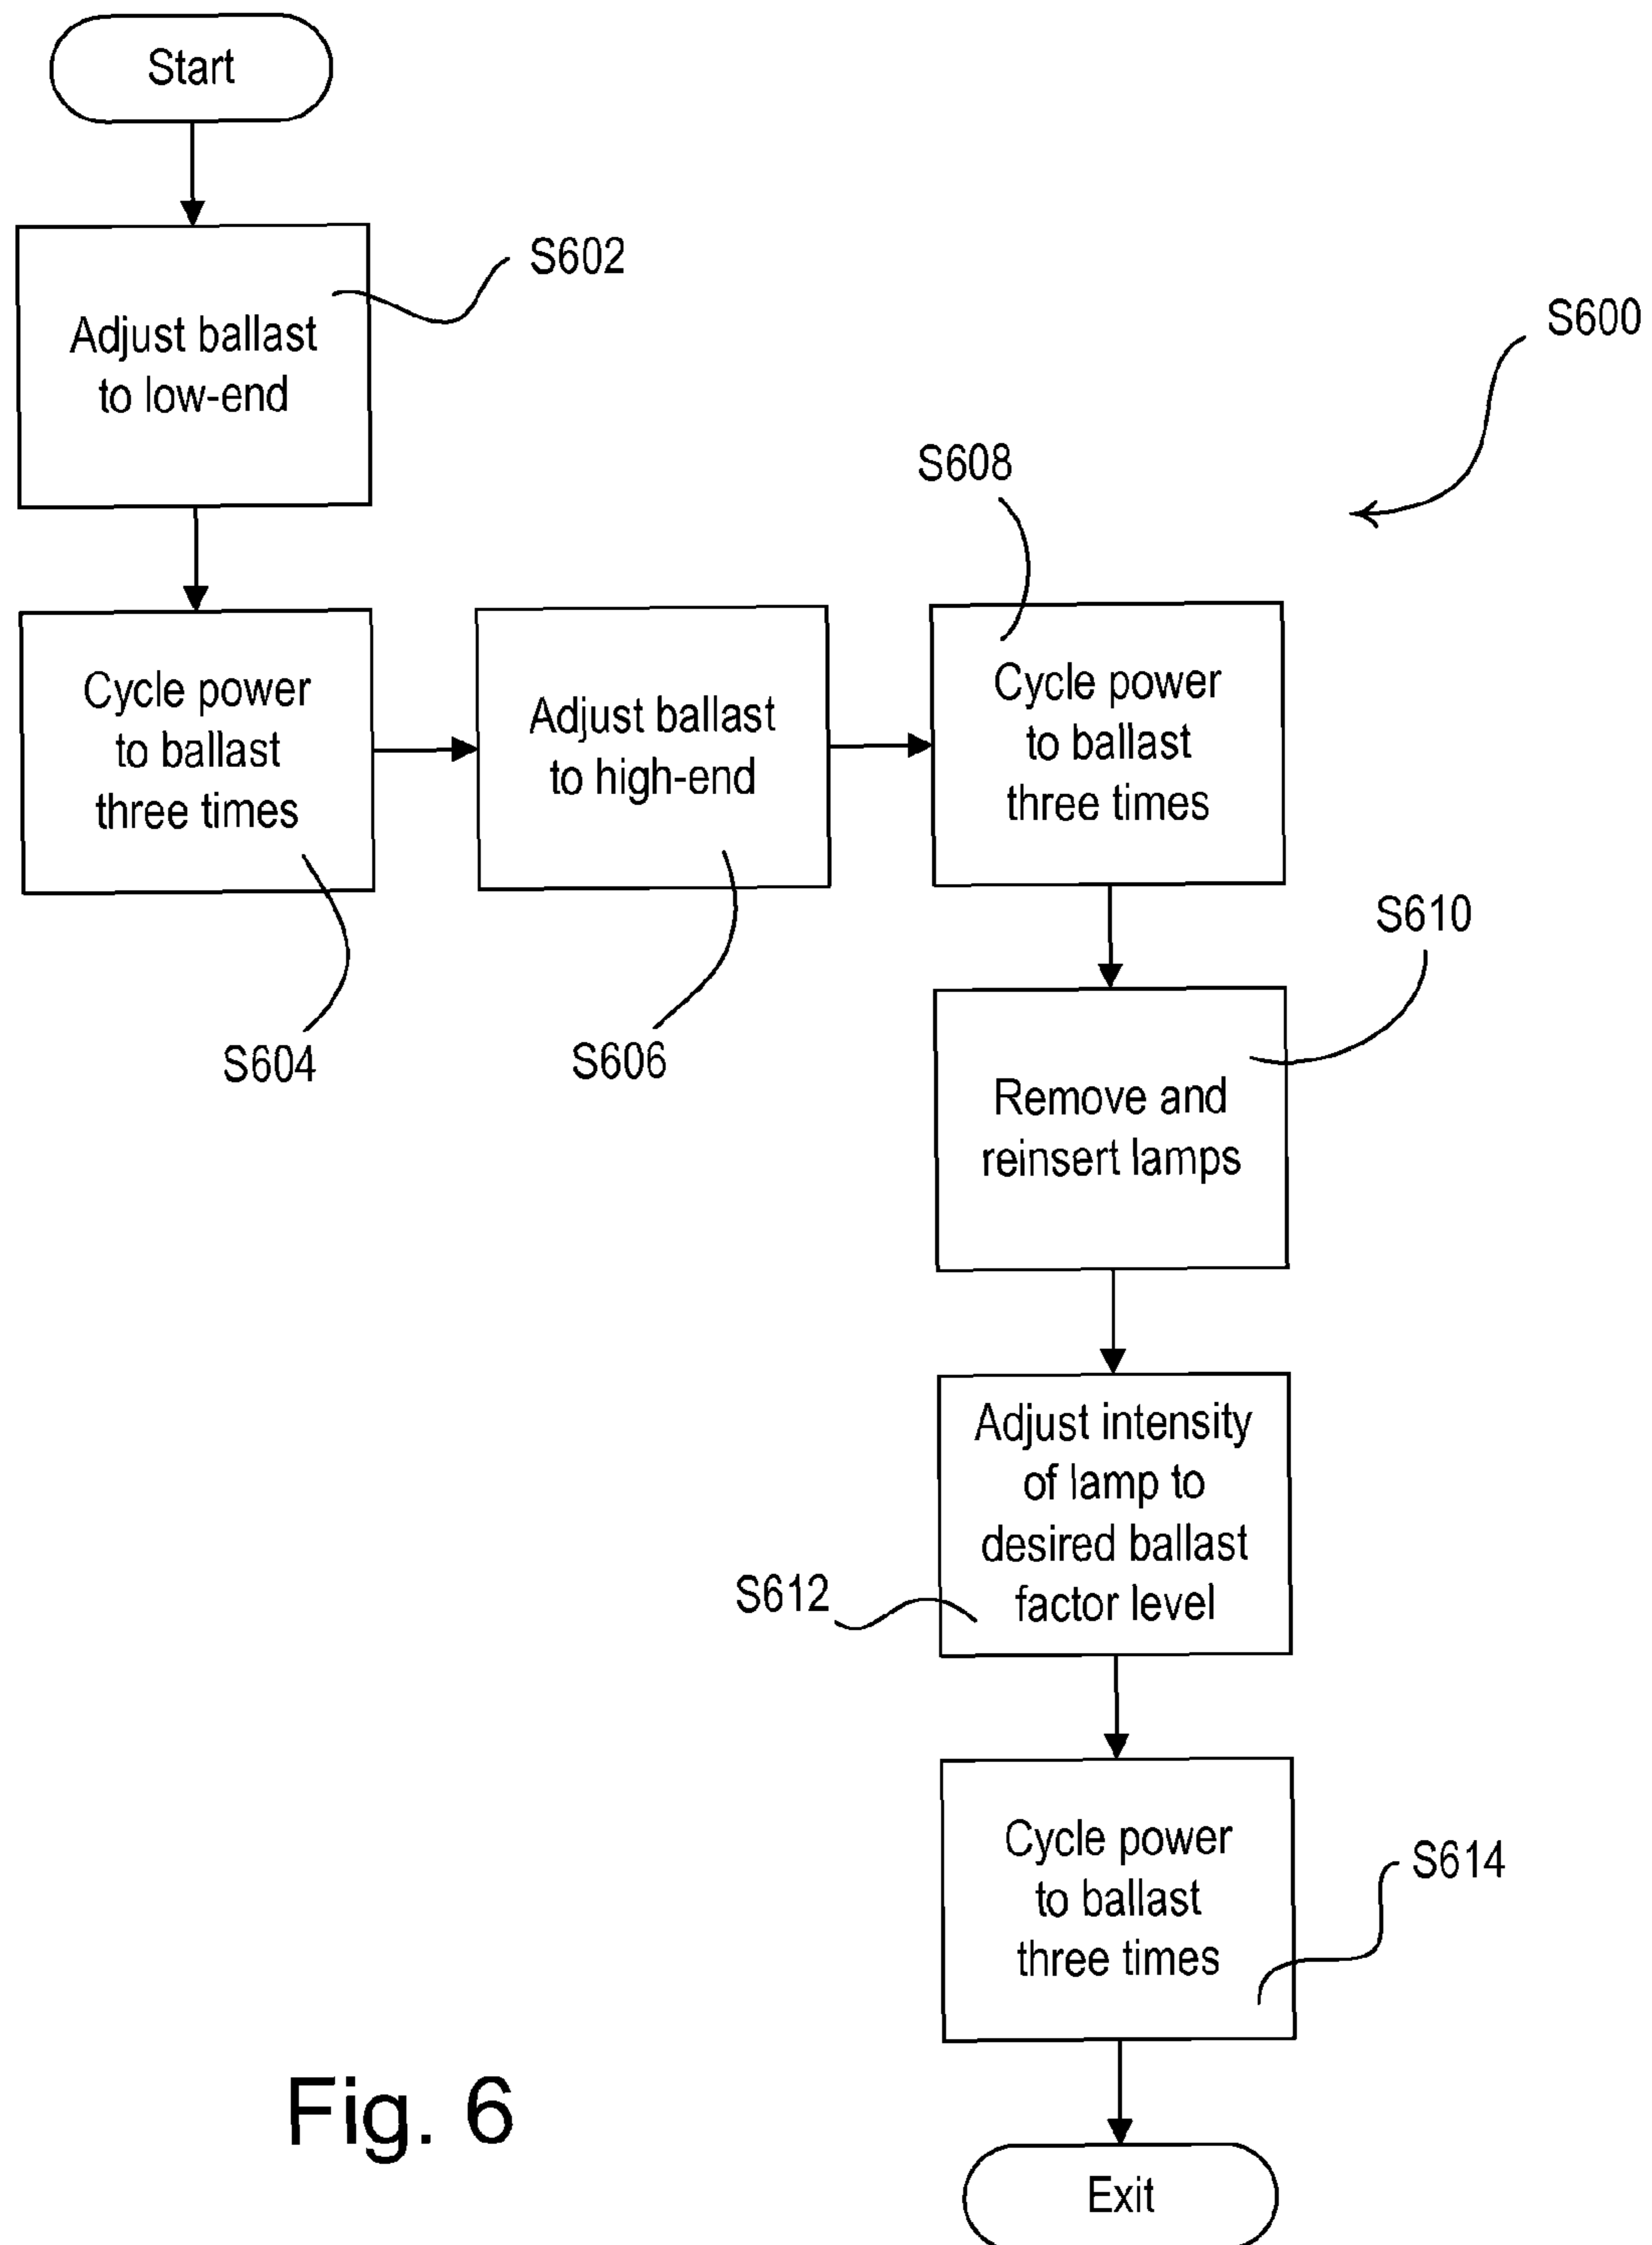 Start
S602
Adjust ballast
to low-end
S600
S608
Cycle power
to ballast
three times
Adjust ballast
to high-end
Cycle power
to ballast
three times
S604
S606
S610
Remove and
reinsert lamps
Adjust intensity
of lamp to
desired ballast
factor level
S612
Cycle power
to ballast
three times
S614
Exit
Fig. 6